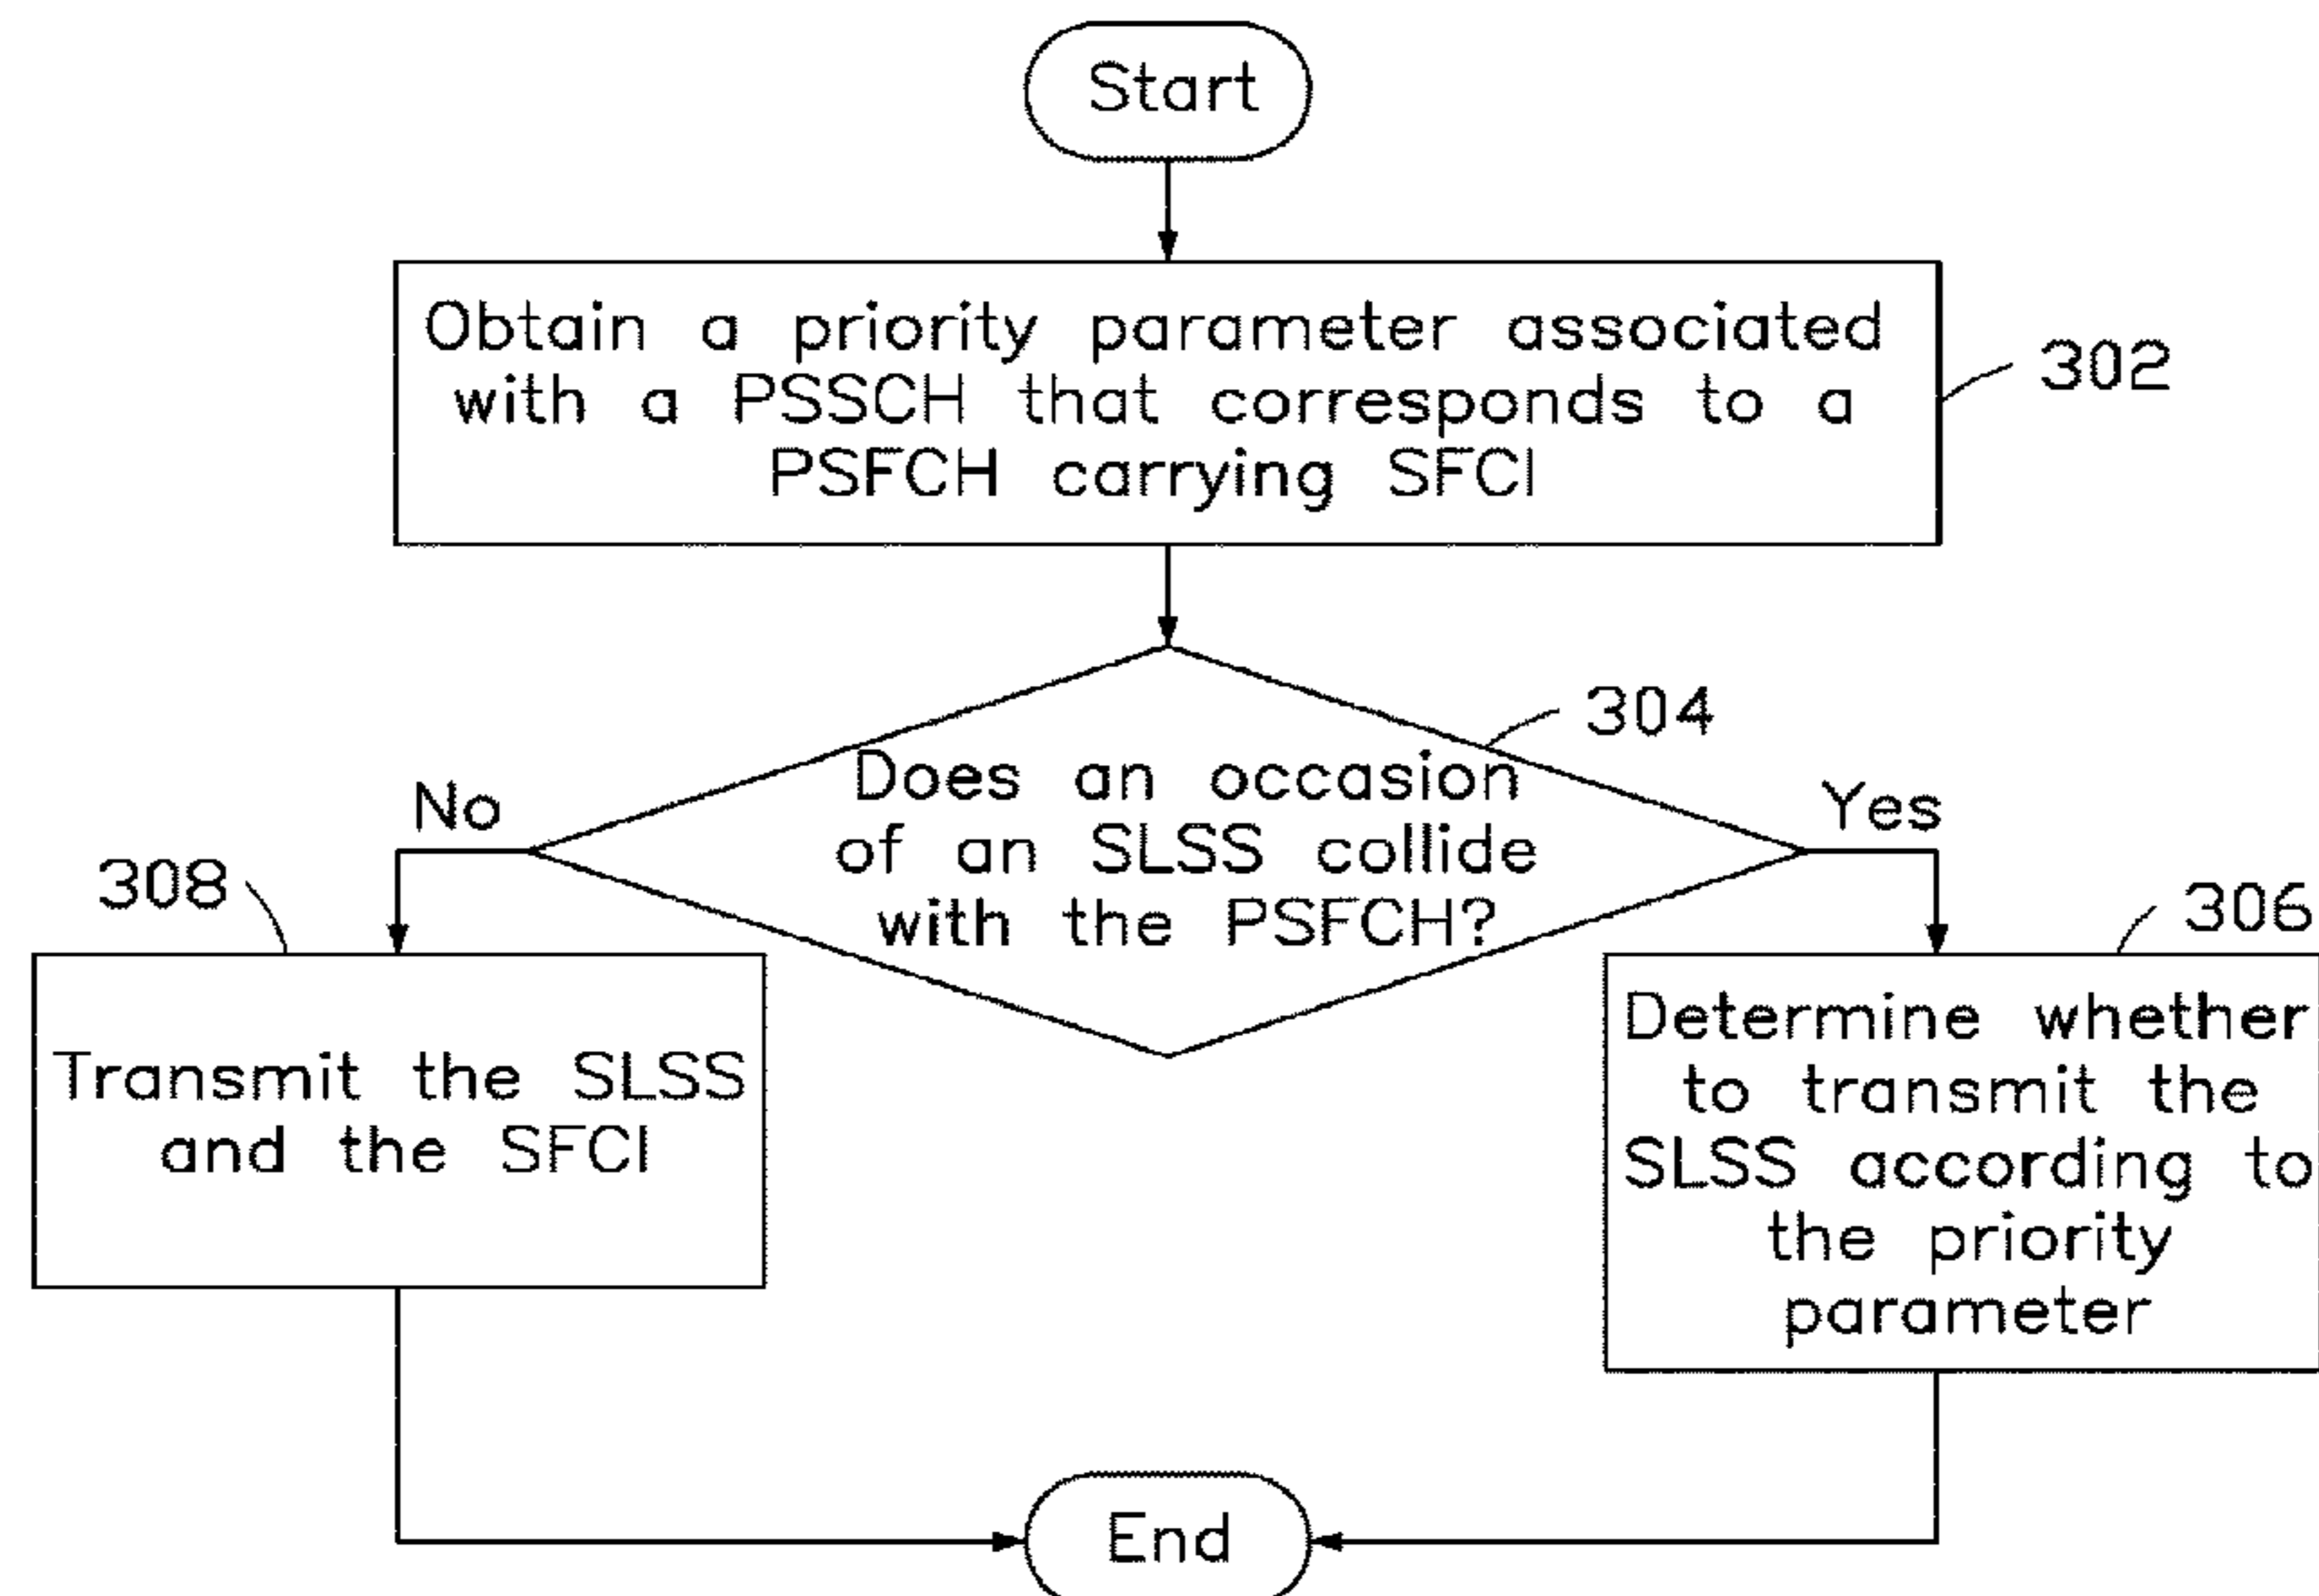 Start
Obtain a priority parameter associated
with a PSSCH that corresponds to a
PSFCH carrying SFCI
302
304
Does an occasion
of an SLSS collide
with the PSFCH?
No
Yes
308
306
Transmit the SLSS
and the SFCI
Determine whether
to transmit the
SLSS according to
the priority
parameter
End